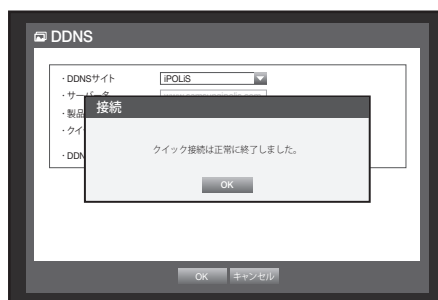 DDNS
・DDNSサイト iPOLiS
・サーバータ
接続
・製品
・クイ
クイック接続は正常に終了しました。
・DDN
OK
OK キャンセル